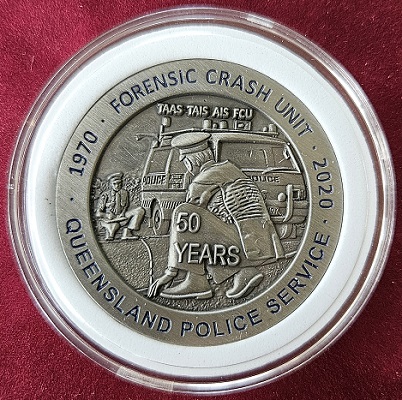 1970 · FORENSIC CRASH UNIT · 2020
TAAS TAIS AIS FCU
POLICE
POLICE
50
YEARS
QUEENSLAND POLICE SERVICE